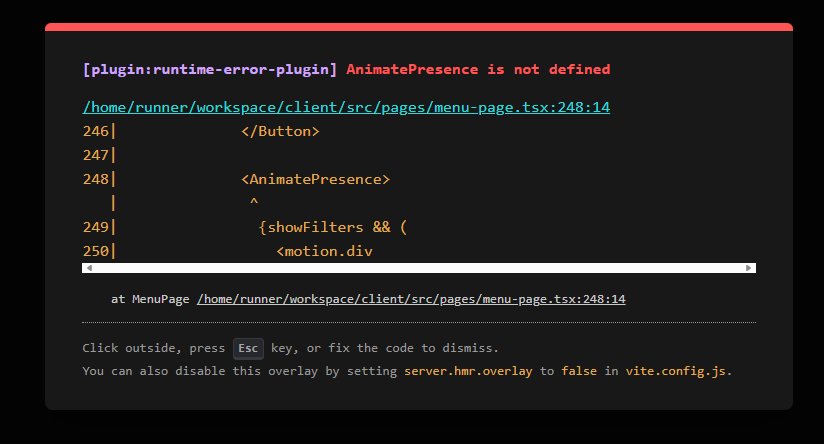 [plugin:runtime-error-plugin] AnimatePresence is not defined
/home/runner/workspace/client/src/pages/menu-page.tsx:248:14
246|              </Button>
247|
248|              <AnimatePresence>
   |               ^
249|                {showFilters && (
250|                  <motion.div
at MenuPage /home/runner/workspace/client/src/pages/menu-page.tsx:248:14
Click outside, press Esc key, or fix the code to dismiss.
You can also disable this overlay by setting server.hmr.overlay to false in vite.config.js.